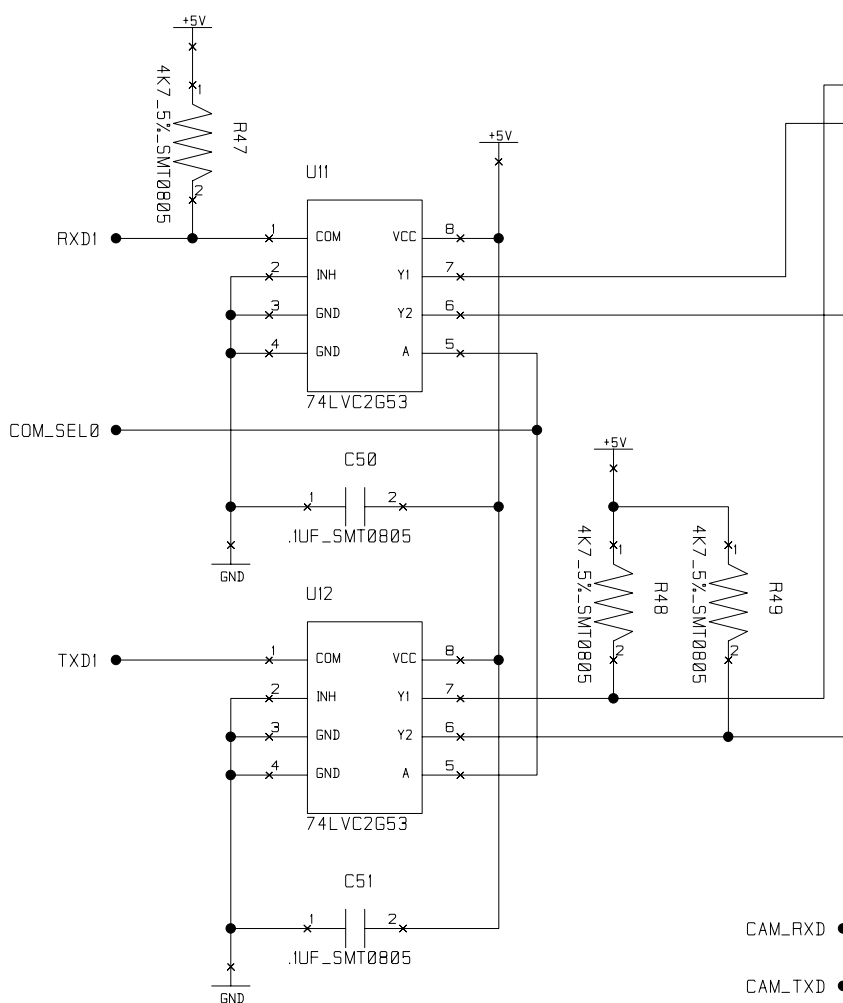 +5V
1
4K7_5%_SMT0805
R47
2
+5V
U11
RXD1
1 COM VCC 8
2 INH Y1 7
3 GND Y2 6
4 GND A 5
74LVC2G53
COM_SEL0
C50
1 2
.1UF_SMT0805
GND
+5V
1
4K7_5%_SMT0805
R48
2
1
4K7_5%_SMT0805
R49
2
U12
TXD1
1 COM VCC 8
2 INH Y1 7
3 GND Y2 6
4 GND A 5
74LVC2G53
C51
1 2
.1UF_SMT0805
GND
CAM_RXD
CAM_TXD